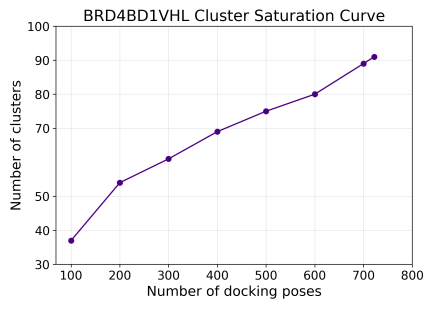 BRD4BD1VHL Cluster Saturation Curve
100
90
80
70
50
40
30
Number of clusters
100 200 300 400 500 600 700 800
Number of docking poses